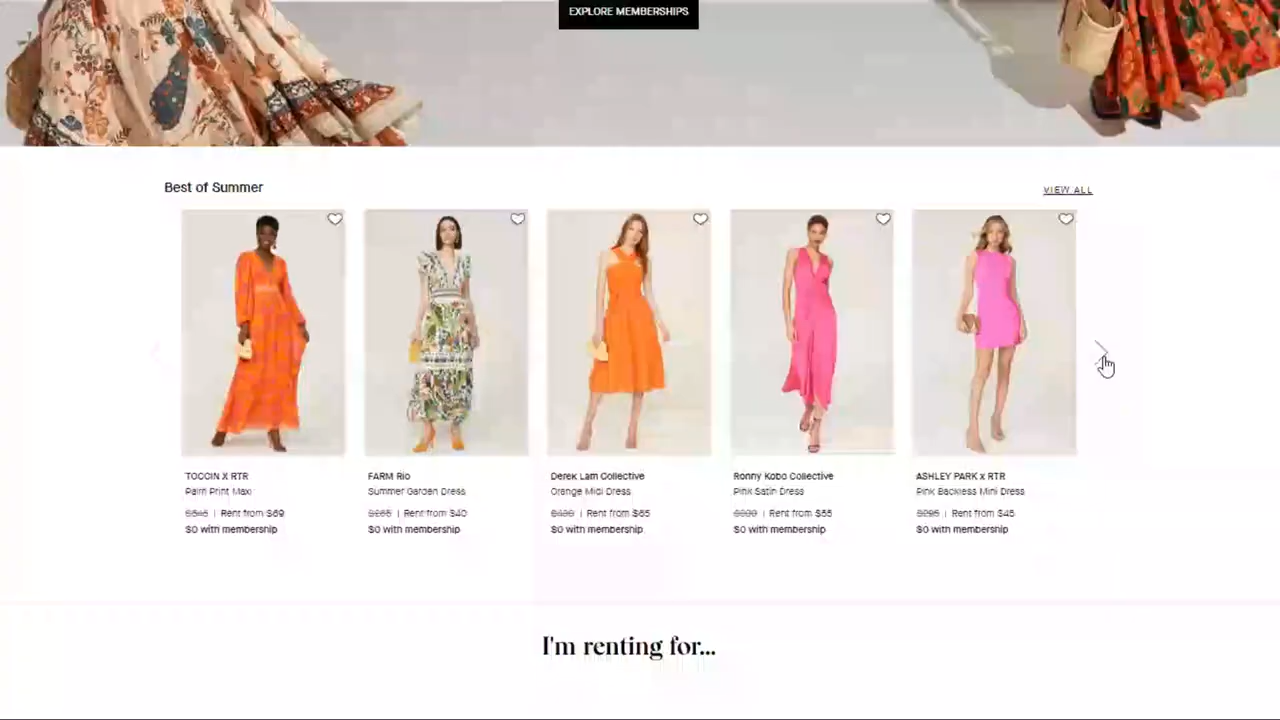 EXPLORE MEMBERSHIPS
Best of Summer
VIEW ALL
TOCCIN X RTR
Palm Print Maxi
Rent from $69
$0 with membership
FARM Rio
Summer Garden Dress
$265 | Rent from $40
$0 with membership
Derek Lam Collective
Orange Midi Dress
Rent from $65
$0 with membership
Ronny Kobo Collective
Pink Satin Dress
Rent from $55
$0 with membership
ASHLEY PARK x RTR
Pink Backless Mini Dress
$295 | Rent from $45
$0 with membership
I'm renting for...